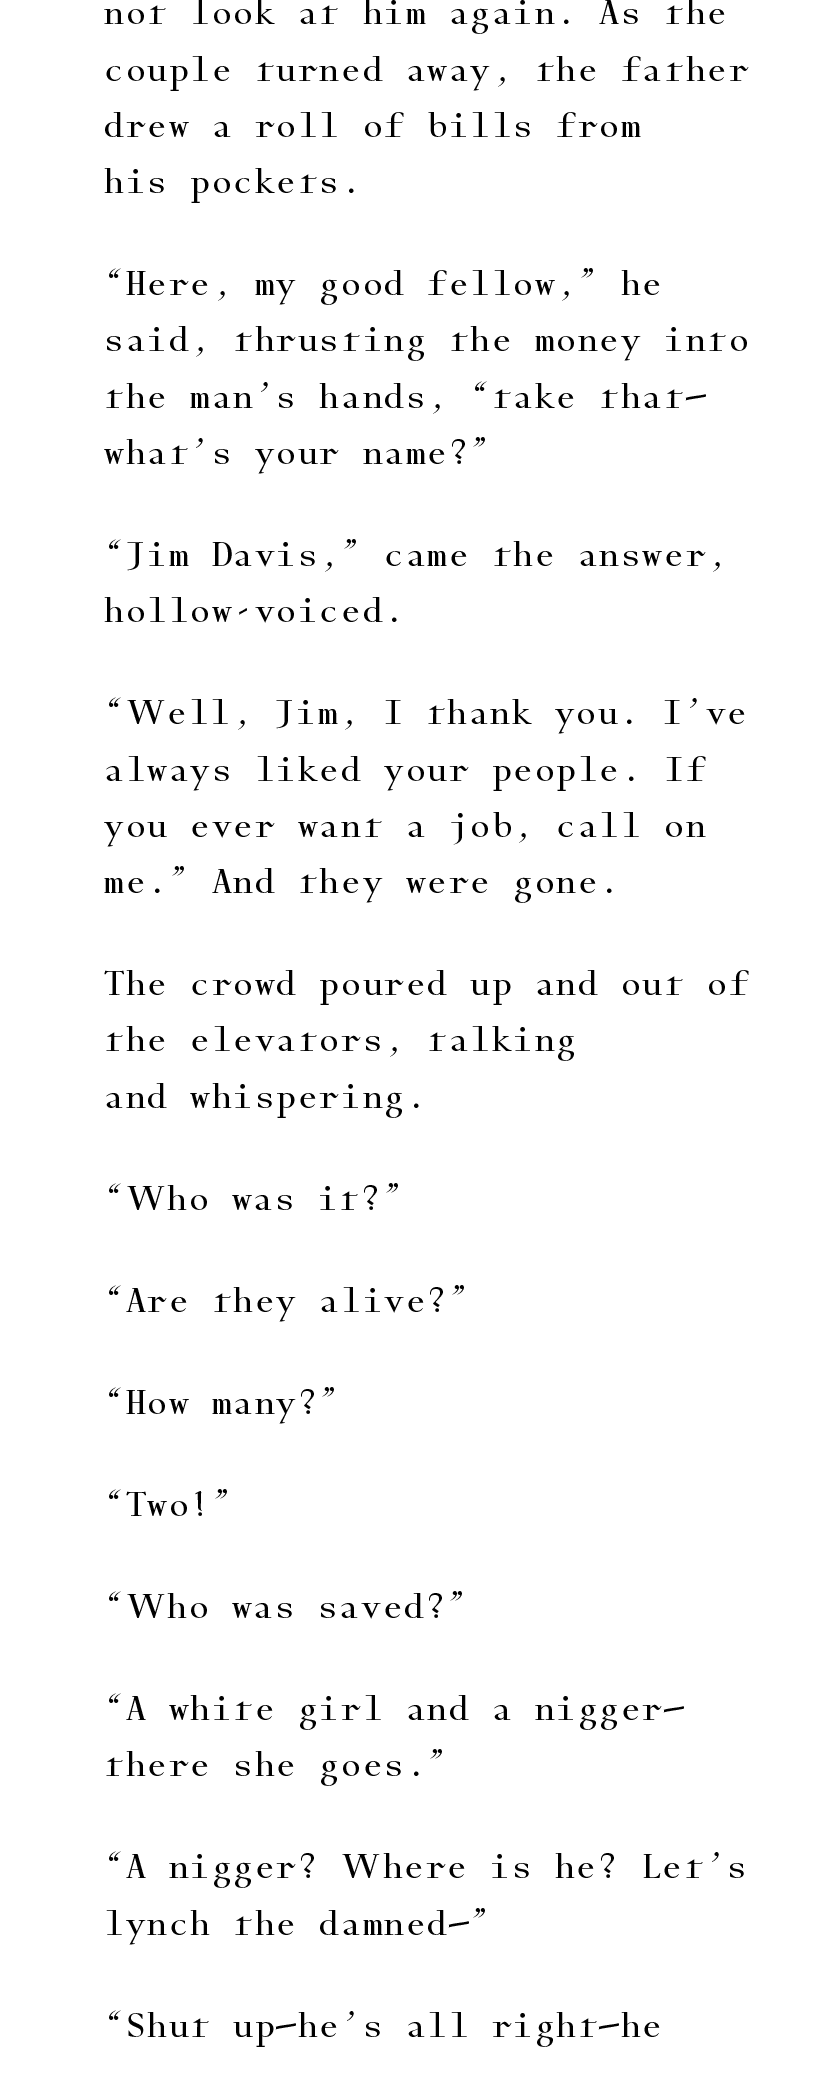 not look at him again. As the
couple turned away, the father
drew a roll of bills from
his pockets.
“Here, my good fellow,” he
said, thrusting the money into
the man’s hands, “take that—
what’s your name?”
“Jim Davis,” came the answer,
hollow-voiced.
“Well, Jim, I thank you. I’ve
always liked your people. If
you ever want a job, call on
me.” And they were gone.
The crowd poured up and out of
the elevators, talking
and whispering.
“Who was it?”
“Are they alive?”
“How many?”
“Two!”
“Who was saved?”
“A white girl and a nigger—
there she goes.”
“A nigger? Where is he? Let’s
lynch the damned—”
“Shut up—he’s all right—he